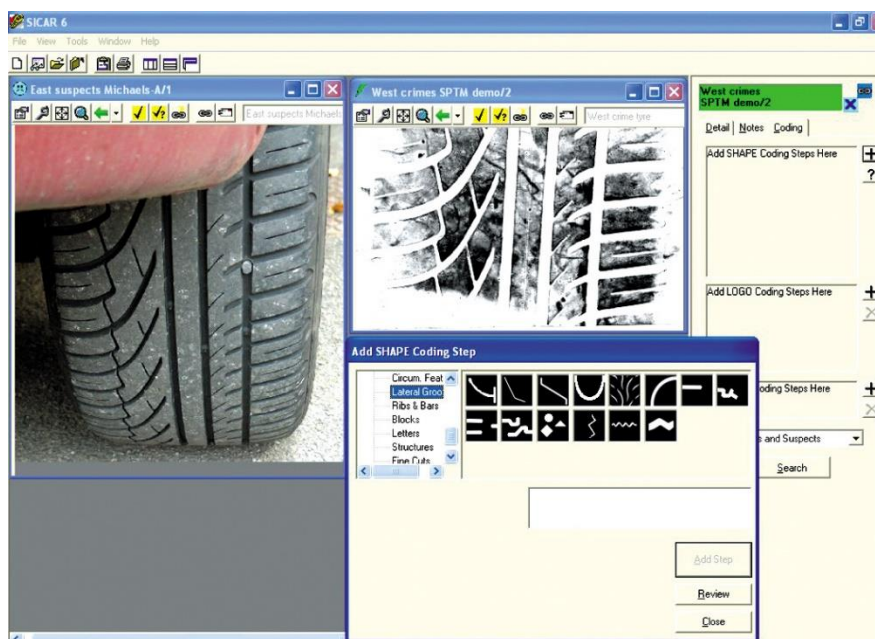 SICAR 6
File View Tools Window Help
East suspects Michaels-A/1
East suspects Michaels
West crimes SPTM demo/2
West crime tyre
West crimes
SPTM demo/2
Detail Notes Coding
Add SHAPE Coding Steps Here
?
Add LOGO Coding Steps Here
oding Steps Here
s and Suspects
Search
Add SHAPE Coding Step
Circum. Feat
Lateral Groo
Ribs & Bars
Blocks
Letters
Structures
Fine Cuts
Add Step
Review
Close